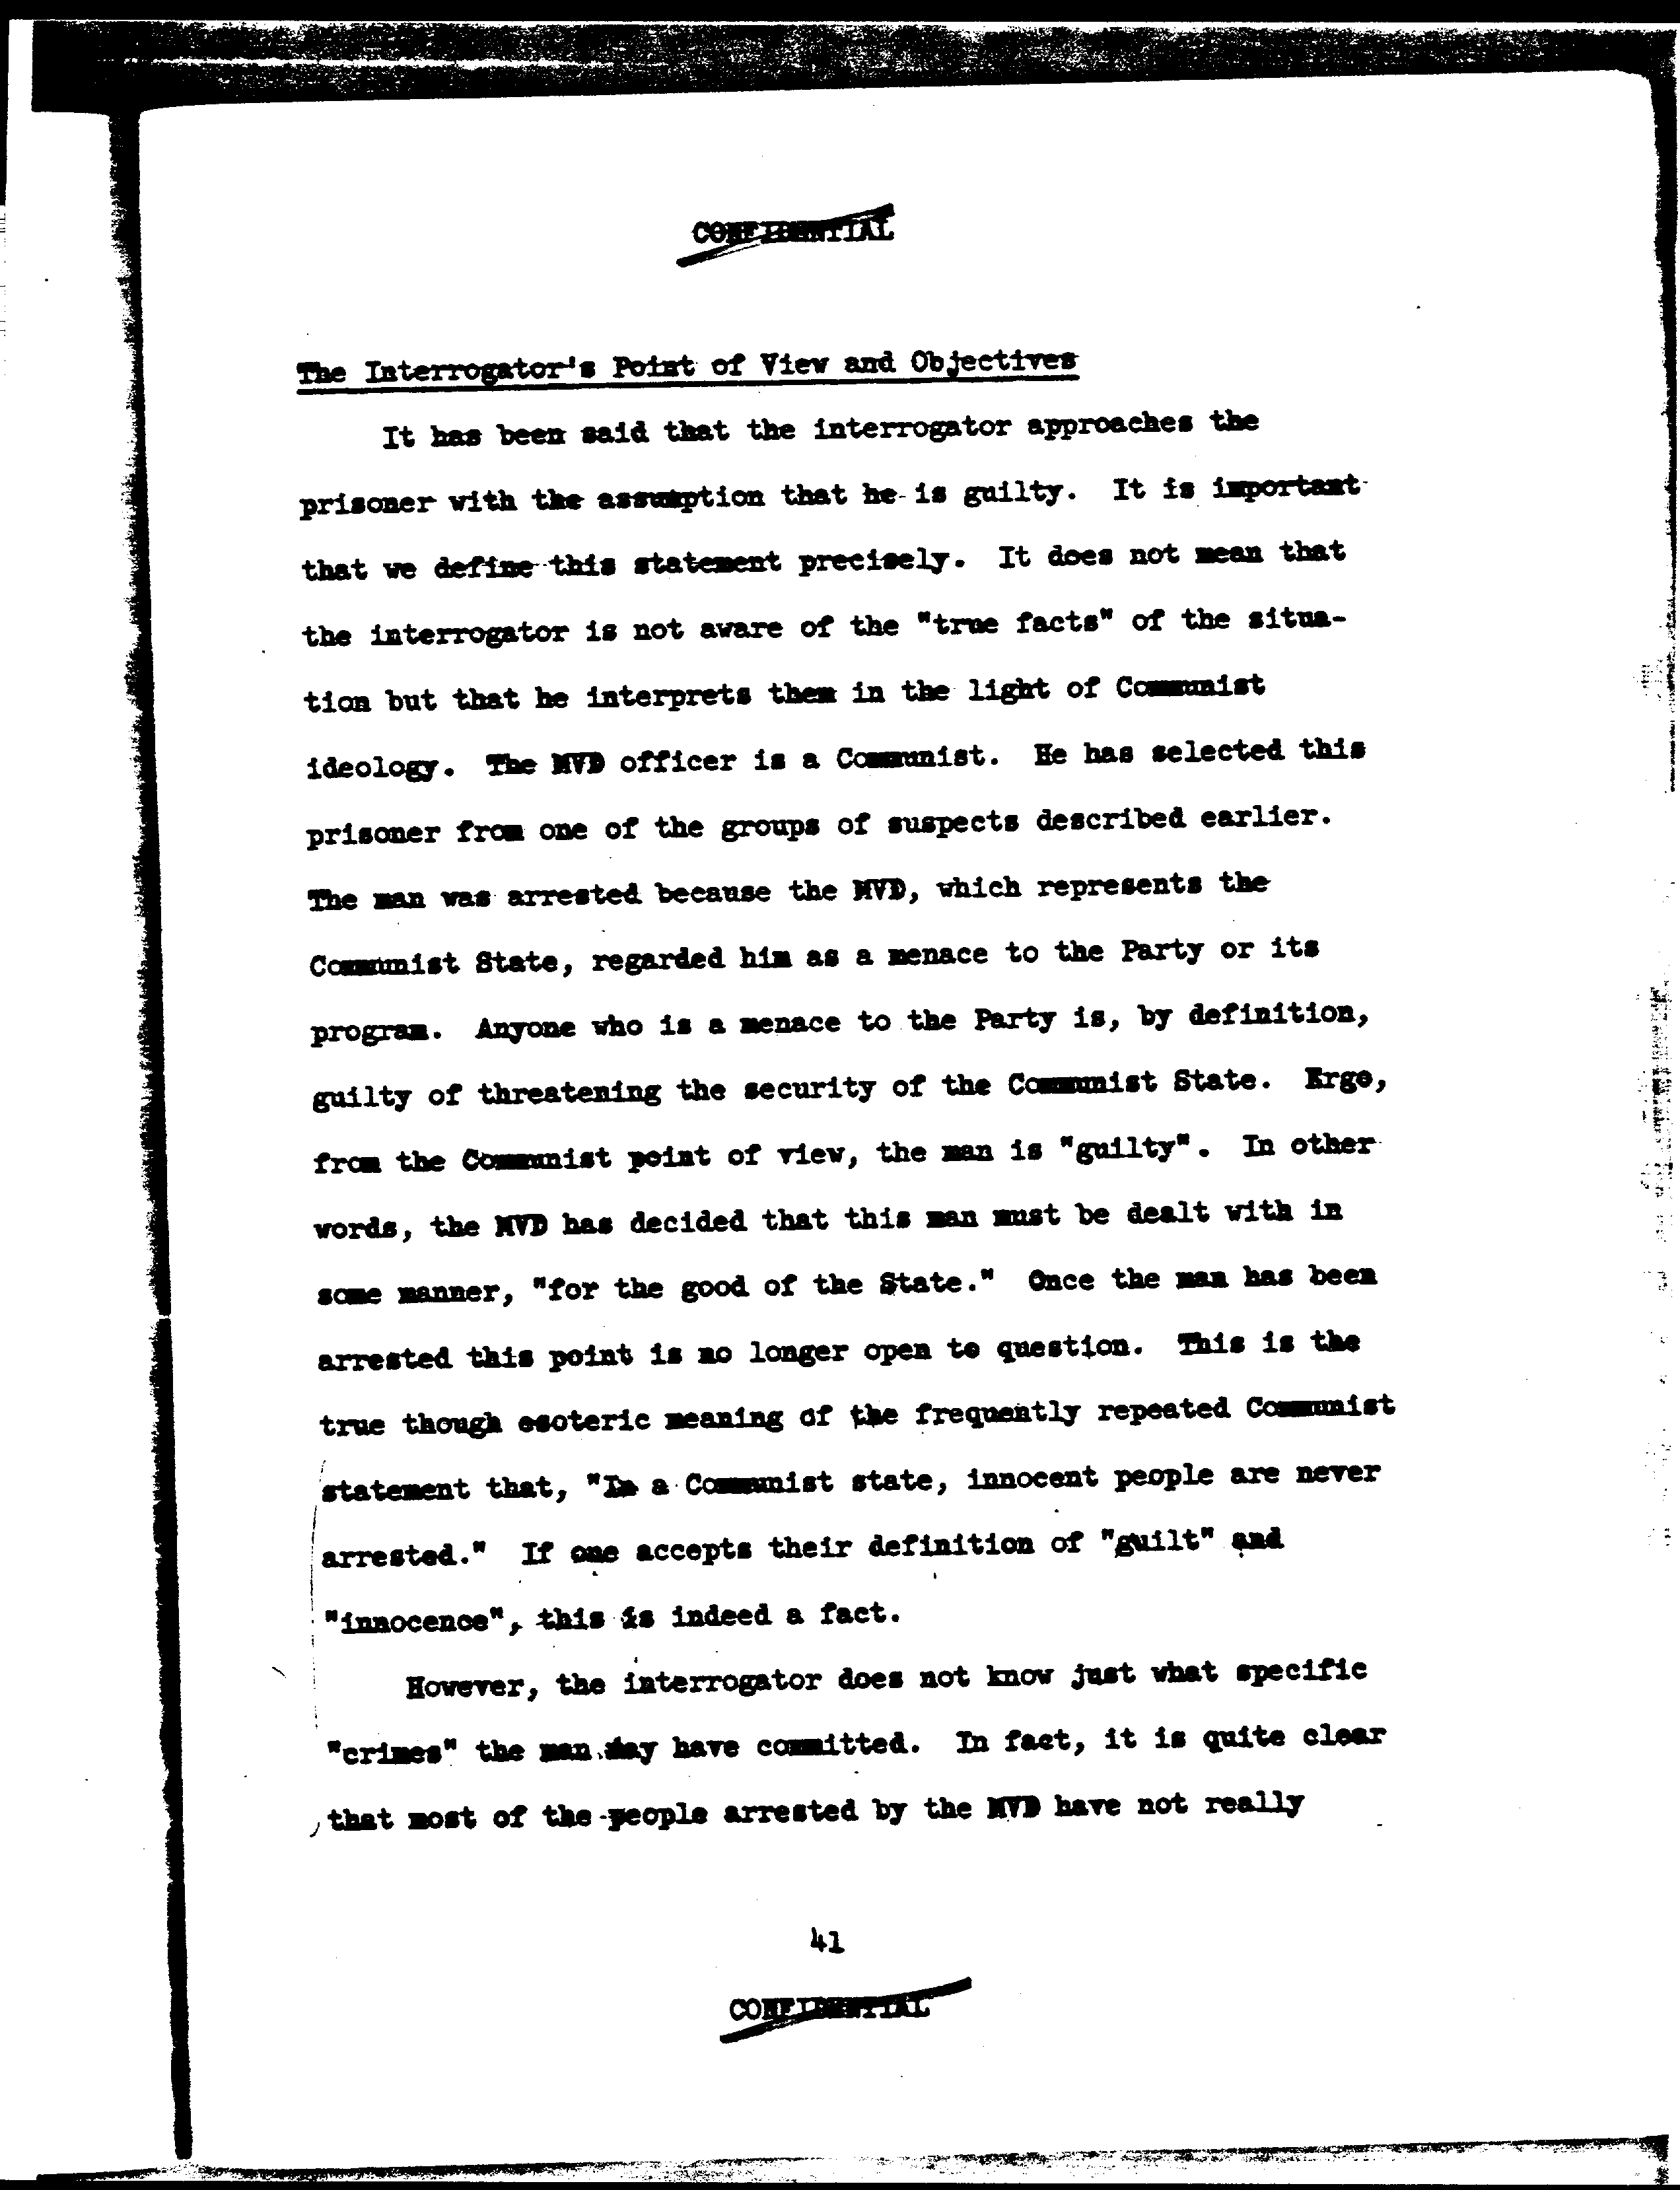 CONFIDENTIAL
The Interrogator's Point of View and Objectives
It has been said that the interrogator approaches the
prisoner with the assumption that he is guilty. It is important
that we define this statement precisely. It does not mean that
the interrogator is not aware of the "true facts" of the situa-
tion but that he interprets them in the light of Communist
ideology. The MVD officer is a Communist. He has selected this
prisoner from one of the groups of suspects described earlier.
The man was arrested because the MVD, which represents the
Communist State, regarded him as a menace to the Party or its
program. Anyone who is a menace to the Party is, by definition,
guilty of threatening the security of the Communist State. Ergo,
from the Communist point of view, the man is "guilty". In other
words, the MVD has decided that this man must be dealt with in
some manner, "for the good of the State." Once the man has been
arrested this point is no longer open to question. This is the
true though esoteric meaning of the frequently repeated Communist
statement that, "In a Communist state, innocent people are never
arrested." If one accepts their definition of "guilt" and
"innocence", this is indeed a fact.
However, the interrogator does not know just what specific
"crimes" the man may have committed. In fact, it is quite clear
that most of the people arrested by the MVD have not really
41
CONFIDENTIAL